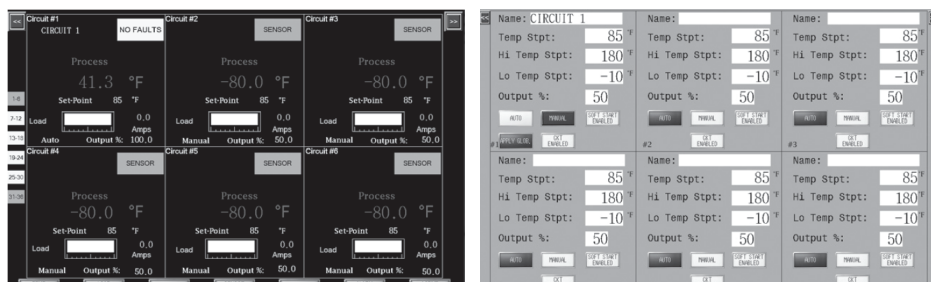 <<
Circuit #1
CIRCUIT 1
NO FAULTS
Process
41.3 °F
Set-Point 85 °F
Load
0.0
Amps
Auto Output %: 100.0
Circuit #2
SENSOR
Process
-80.0 °F
Set-Point 85 °F
Load
0.0
Amps
Manual Output %: 50.0
Circuit #3
SENSOR
Process
-80.0 °F
Set-Point 85 °F
Load
0.0
Amps
Manual Output %: 50.0
>>
1-6
7-12
13-18
19-24
25-30
31-36
Circuit #4
SENSOR
Process
-80.0 °F
Set-Point 85 °F
Load
0.0
Amps
Manual Output %: 50.0
Circuit #5
SENSOR
Process
-80.0 °F
Set-Point 85 °F
Load
0.0
Amps
Manual Output %: 50.0
Circuit #6
SENSOR
Process
-80.0 °F
Set-Point 85 °F
Load
0.0
Amps
Manual Output %: 50.0
<<
Name: CIRCUIT 1
Temp Stpt: 85 °F
Hi Temp Stpt: 180 °F
Lo Temp Stpt: -10 °F
Output %: 50
AUTO MANUAL SOFT START ENABLED
#1 APPLY GLOB. CKT ENABLED
Name:
Temp Stpt: 85 °F
Hi Temp Stpt: 180 °F
Lo Temp Stpt: -10 °F
Output %: 50
AUTO MANUAL SOFT START ENABLED
#2 CKT ENABLED
Name:
Temp Stpt: 85 °F
Hi Temp Stpt: 180 °F
Lo Temp Stpt: -10 °F
Output %: 50
AUTO MANUAL SOFT START ENABLED
#3 CKT ENABLED
Name:
Temp Stpt: 85 °F
Hi Temp Stpt: 180 °F
Lo Temp Stpt: -10 °F
Output %: 50
AUTO MANUAL SOFT START ENABLED
CKT
Name:
Temp Stpt: 85 °F
Hi Temp Stpt: 180 °F
Lo Temp Stpt: -10 °F
Output %: 50
AUTO MANUAL SOFT START ENABLED
CKT
Name:
Temp Stpt: 85 °F
Hi Temp Stpt: 180 °F
Lo Temp Stpt: -10 °F
Output %: 50
AUTO MANUAL SOFT START ENABLED
CKT